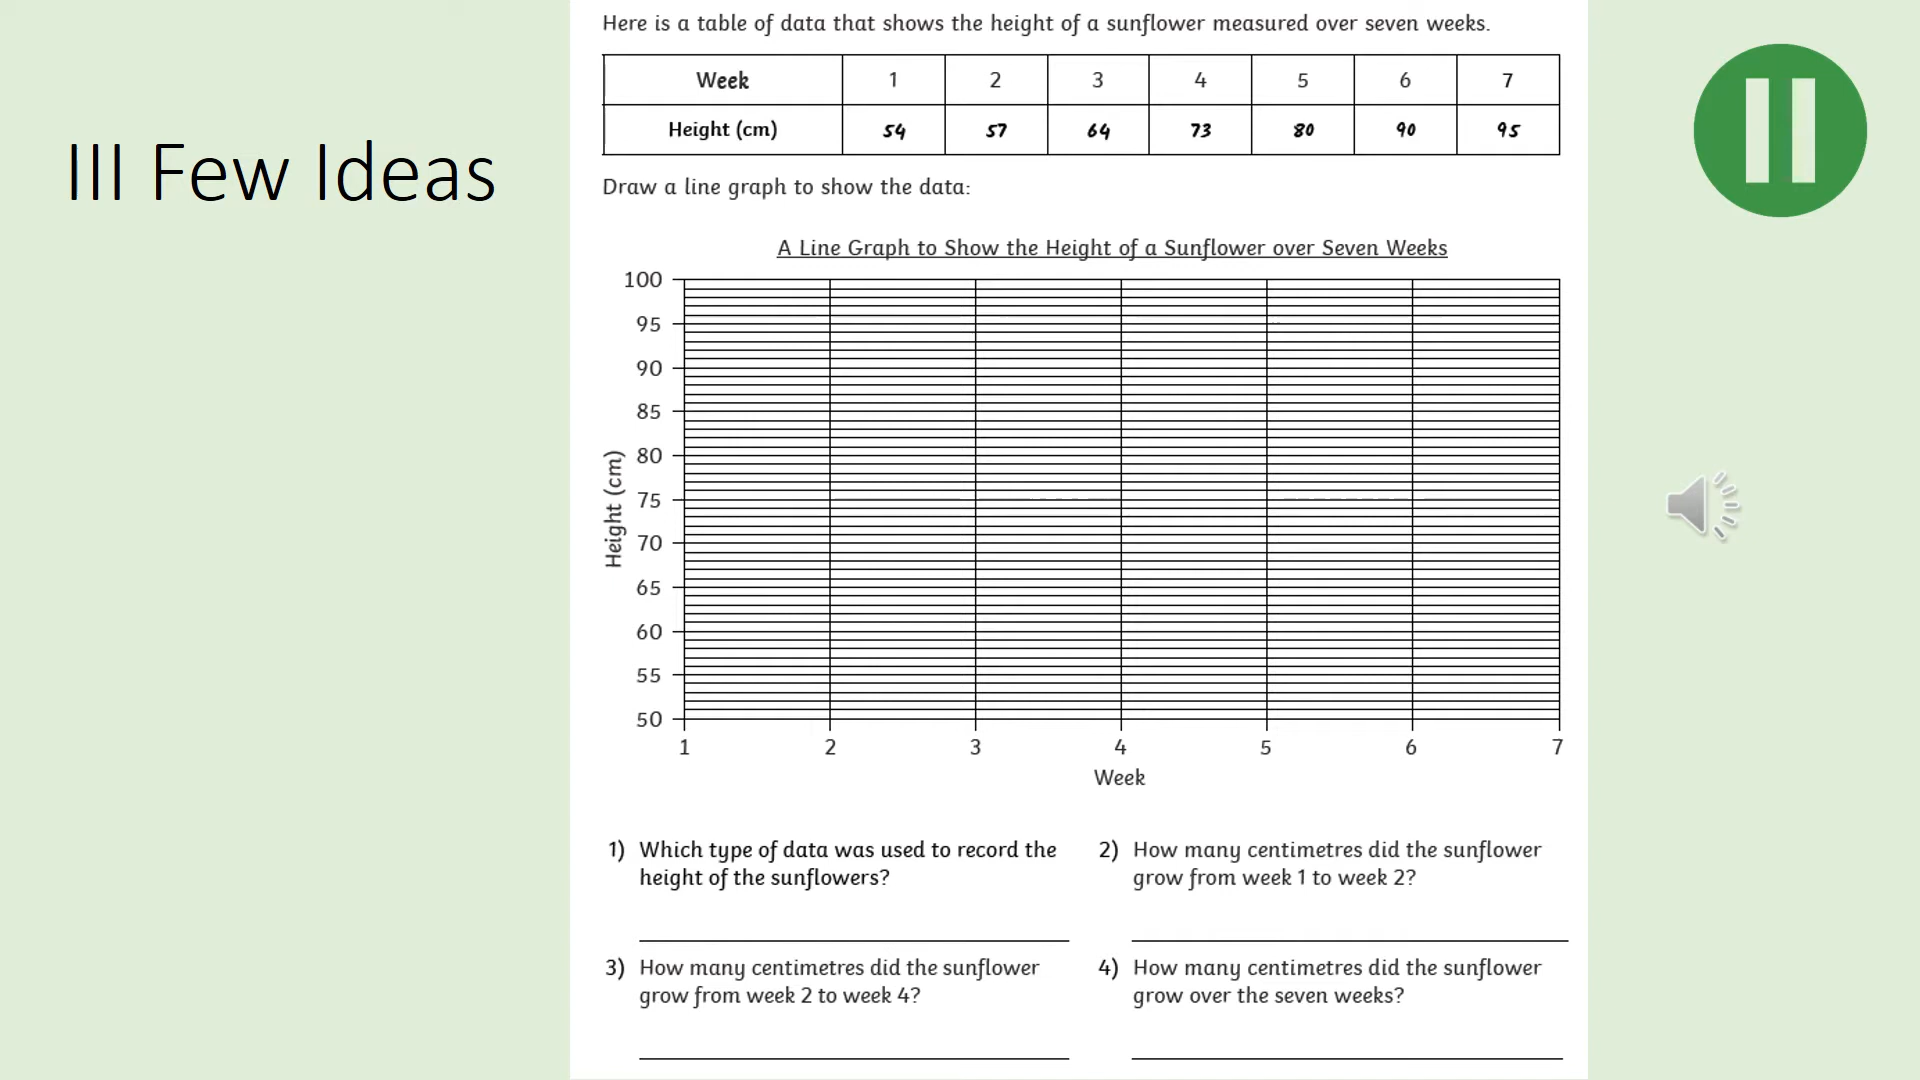 III Few Ideas
Here is a table of data that shows the height of a sunflower measured over seven weeks.
Week 1 2 3 4 5 6 7
Height (cm) 54 57 64 73 80 90 95
Draw a line graph to show the data:
A Line Graph to Show the Height of a Sunflower over Seven Weeks
100
95
90
85
80
75
70
65
60
55
50
Height (cm)
1 2 3 4 5 6 7
Week
1) Which type of data was used to record the
height of the sunflowers?
2) How many centimetres did the sunflower
grow from week 1 to week 2?
3) How many centimetres did the sunflower
grow from week 2 to week 4?
4) How many centimetres did the sunflower
grow over the seven weeks?